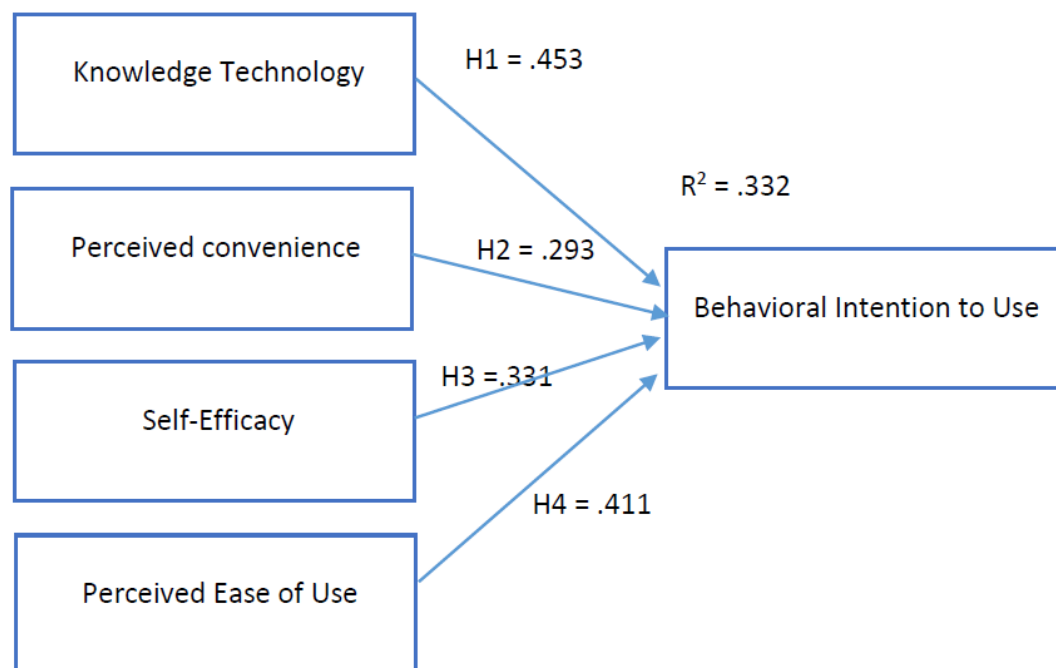 Knowledge Technology
H1 = .453
R² = .332
Perceived convenience
H2 = .293
Behavioral Intention to Use
H3 =.331
Self-Efficacy
H4 = .411
Perceived Ease of Use